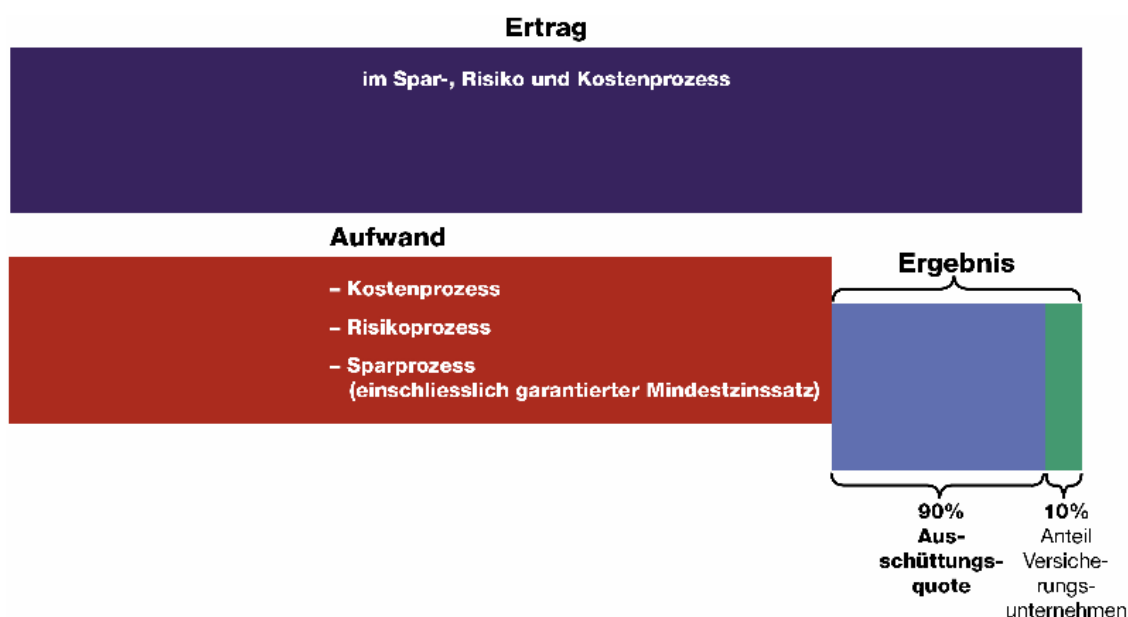 Ertrag
im Spar-, Risiko und Kostenprozess
Aufwand
– Kostenprozess
– Risikoprozess
– Sparprozess
(einschliesslich garantierter Mindestzinssatz)
Ergebnis
90%
Aus-
schüttungs-
quote
10%
Anteil
Versiche-
rungs-
unternehmen